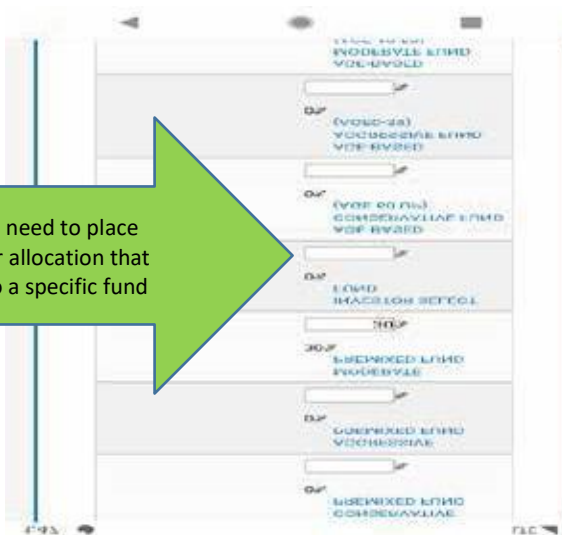 need to place
allocation that
a specific fund
CONSERVATIVE
PREMIXED FUND
0%
%
AGGRESSIVE
PREMIXED FUND
0%
%
MODERATE
PREMIXED FUND
30%
30%
INVESTOR SELECT
FUND
0%
%
AGE BASED
CONSERVATIVE FUND
(AGE
0%
%
AGE-BASED
AGGRESSIVE FUND
0%
%
AGE-BASED
MODERATE FUND